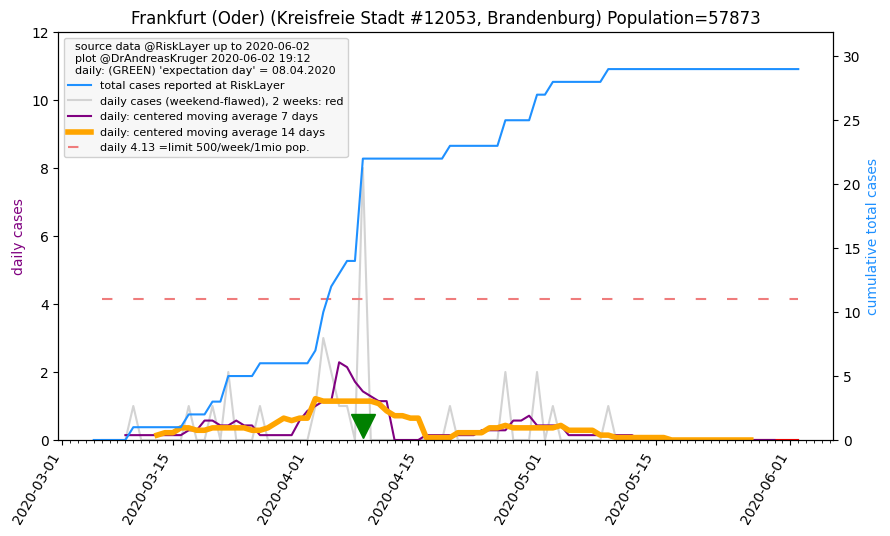 Frankfurt (Oder) (Kreisfreie Stadt #12053, Brandenburg) Population=57873
source data @RiskLayer up to 2020-06-02
plot @DrAndreasKruger 2020-06-02 19:12
daily: (GREEN) 'expectation day' = 08.04.2020
total cases reported at RiskLayer
daily cases (weekend-flawed), 2 weeks: red
daily: centered moving average 7 days
daily: centered moving average 14 days
daily 4.13 =limit 500/week/1mio pop.
daily cases
12
10
8
6
4
2
0
cumulative total cases
30
25
20
15
10
5
0
2020-03-01
2020-03-15
2020-04-01
2020-04-15
2020-05-01
2020-05-15
2020-06-01